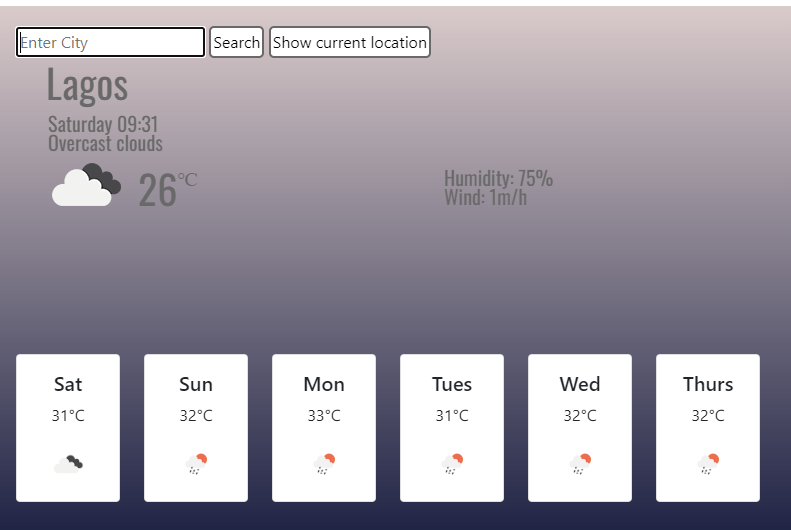 Enter City Search Show current location
Lagos
Saturday 09:31
Overcast clouds
26°C
Humidity: 75%
Wind: 1m/h
Sat Sun Mon Tues Wed Thurs
31°C 32°C 33°C 31°C 32°C 32°C